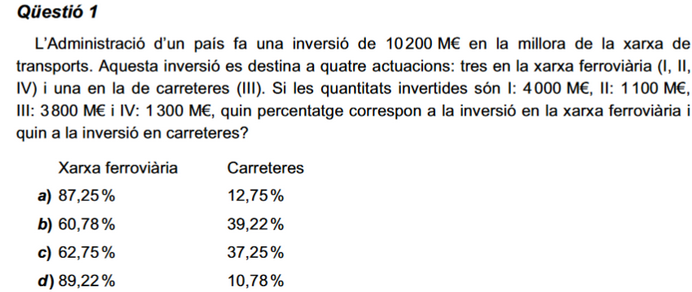 Qüestió 1
L'Administració d'un país fa una inversió de 10 200 M€ en la millora de la xarxa de
transports. Aquesta inversió es destina a quatre actuacions: tres en la xarxa ferroviària (I, II,
IV) i una en la de carreteres (III). Si les quantitats invertides són I: 4 000 M€, II: 1 100 M€,
III: 3 800 M€ i IV: 1 300 M€, quin percentatge correspon a la inversió en la xarxa ferroviària i
quin a la inversió en carreteres?
Xarxa ferroviària Carreteres
a) 87,25 % 12,75 %
b) 60,78 % 39,22 %
c) 62,75 % 37,25 %
d) 89,22 % 10,78 %